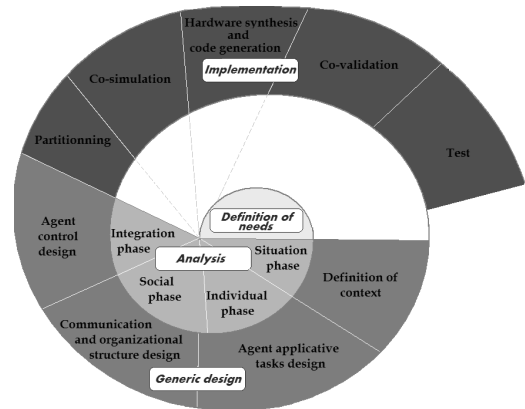 Hardware synthesis
and
code generation
Implementation
Co-simulation
Co-validation
Partitionning
Test
Definition of
needs
Agent
control
design
Integration
phase
Situation
phase
Analysis
Social
phase
Individual
phase
Definition of
context
Communication
and organizational
structure design
Agent applicative
tasks design
Generic design